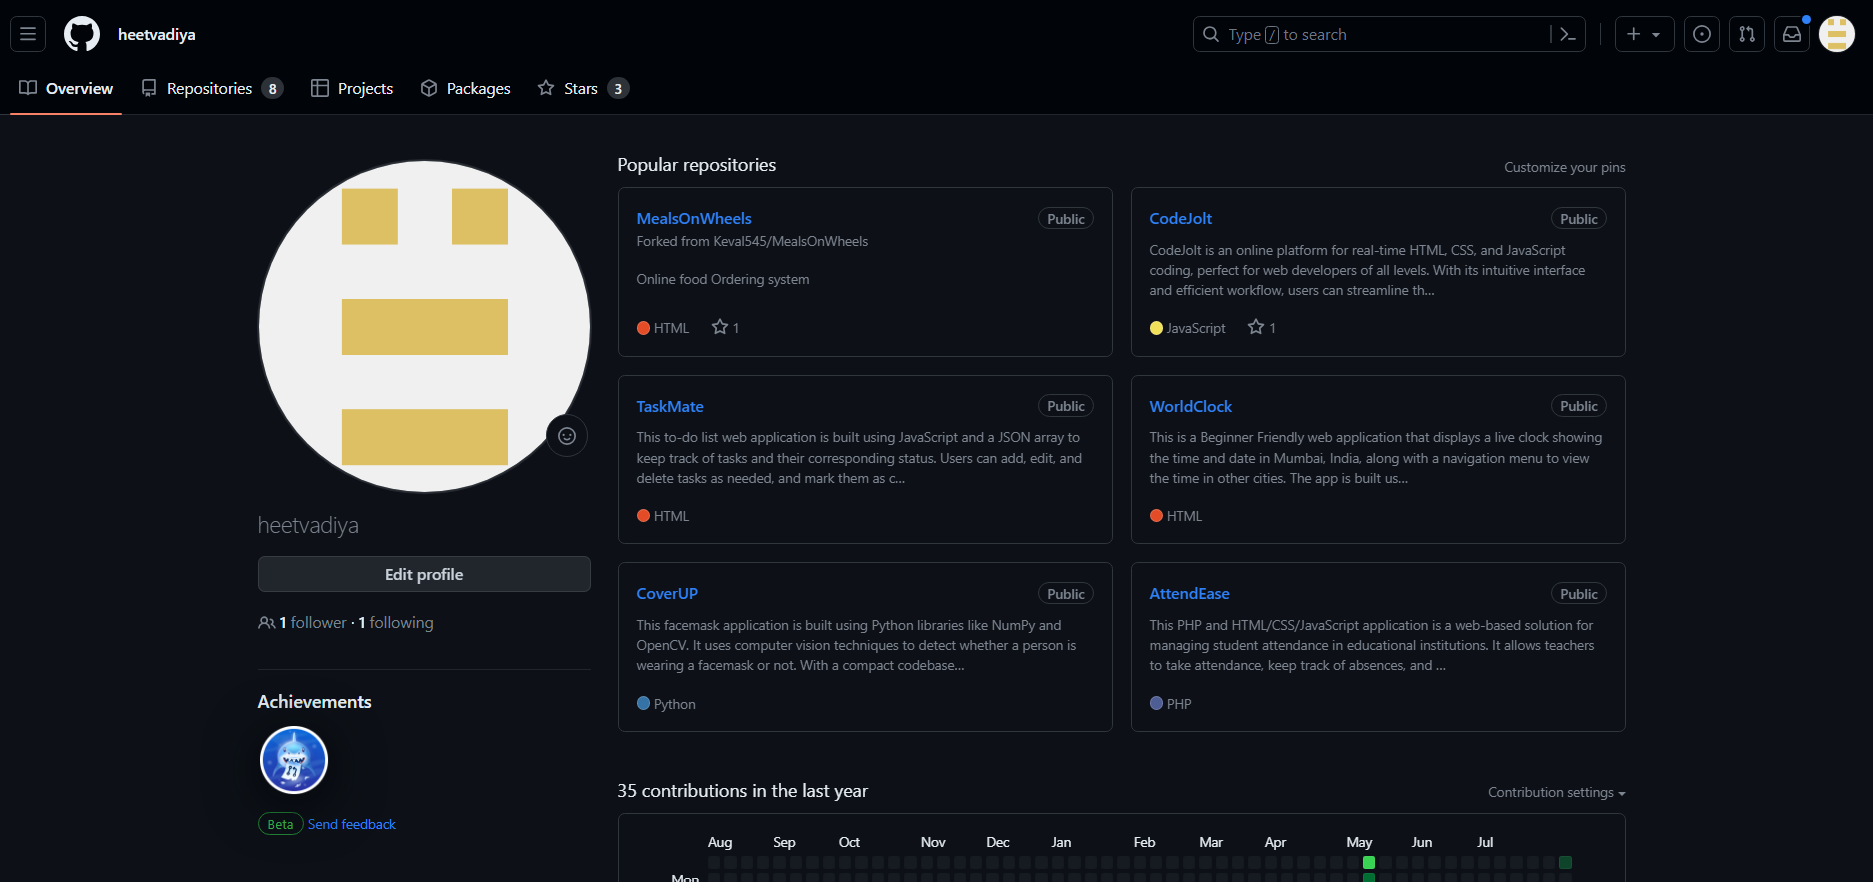 heetvadiya
Type / to search
Overview
Repositories 8
Projects
Packages
Stars 3
heetvadiya
Edit profile
1 follower · 1 following
Achievements
Beta Send feedback
Popular repositories
Customize your pins
MealsOnWheels
Public
Forked from Keval545/MealsOnWheels
Online food Ordering system
HTML
1
CodeJolt
Public
CodeJolt is an online platform for real-time HTML, CSS, and JavaScript
coding, perfect for web developers of all levels. With its intuitive interface
and efficient workflow, users can streamline th...
JavaScript
1
TaskMate
Public
This to-do list web application is built using JavaScript and a JSON array to
keep track of tasks and their corresponding status. Users can add, edit, and
delete tasks as needed, and mark them as c...
HTML
WorldClock
Public
This is a Beginner Friendly web application that displays a live clock showing
the time and date in Mumbai, India, along with a navigation menu to view
the time in other cities. The app is built us...
HTML
CoverUP
Public
This facemask application is built using Python libraries like NumPy and
OpenCV. It uses computer vision techniques to detect whether a person is
wearing a facemask or not. With a compact codebase...
Python
AttendEase
Public
This PHP and HTML/CSS/JavaScript application is a web-based solution for
managing student attendance in educational institutions. It allows teachers
to take attendance, keep track of absences, and ...
PHP
35 contributions in the last year
Contribution settings
Aug Sep Oct Nov Dec Jan Feb Mar Apr May Jun Jul
Mon